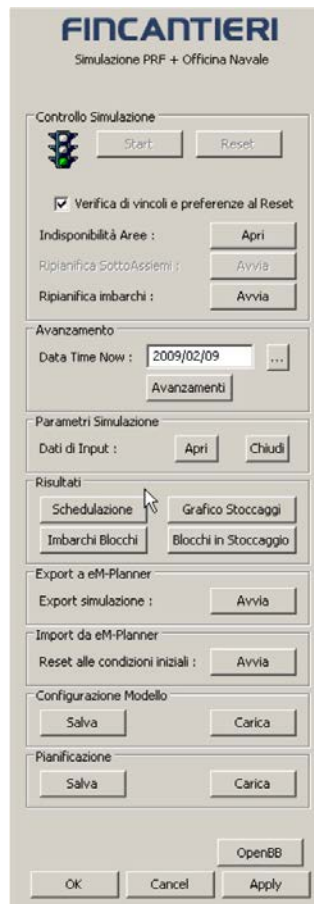 FINCANTIERI
Simulazione PRF + Officina Navale
Controllo Simulazione
Start Reset
Verifica di vincoli e preferenze al Reset
Indisponibilità Aree : Apri
Ripianifica SottoAssiemi : Avvia
Ripianifica imbarchi : Avvia
Avanzamento
Data Time Now : 2009/02/09 ...
Avanzamenti
Parametri Simulazione
Dati di Input : Apri Chiudi
Risultati
Schedulazione Grafico Stoccaggi
Imbarchi Blocchi Blocchi in Stoccaggio
Export a eM-Planner
Export simulazione : Avvia
Import da eM-Planner
Reset alle condizioni iniziali : Avvia
Configurazione Modello
Salva Carica
Pianificazione
Salva Carica
OpenBB
OK Cancel Apply